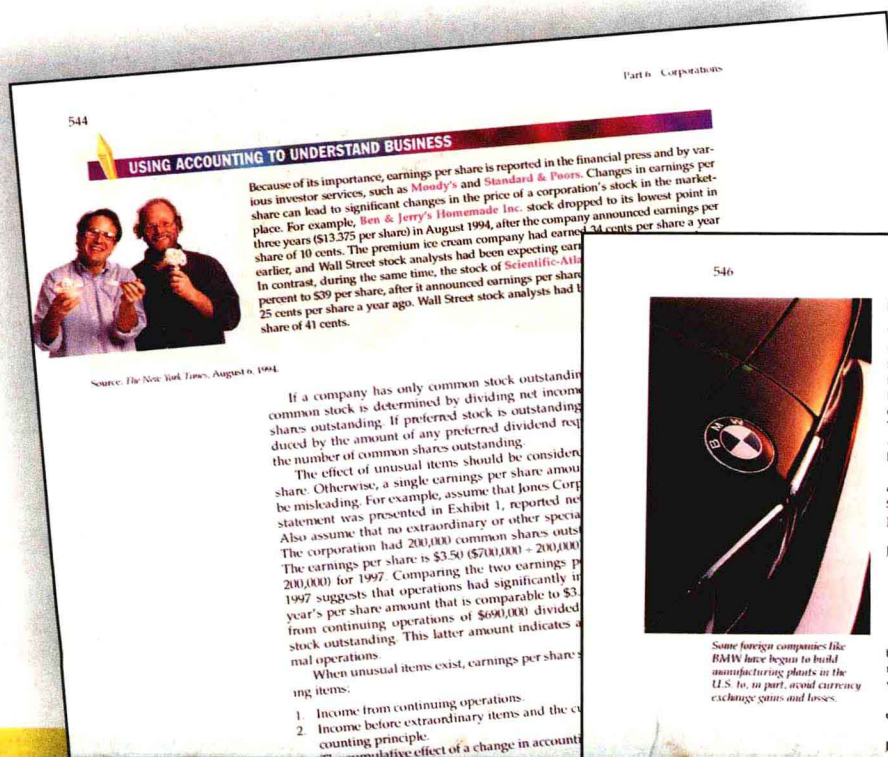 Part 6 Corporations
544
USING ACCOUNTING TO UNDERSTAND BUSINESS
Because of its importance, earnings per share is reported in the financial press and by var-
ious investor services, such as Moody's and Standard & Poors. Changes in earnings per
share can lead to significant changes in the price of a corporation's stock in the market-
place. For example, Ben & Jerry's Homemade Inc. stock dropped to its lowest point in
three years ($13.375 per share) in August 1994, after the company announced earnings per
share of 10 cents. The premium ice cream company had earned 34 cents per share a year
earlier, and Wall Street stock analysts had been expecting
In contrast, during the same time, the stock of
percent to $39 per share, after it announced earnings per share
25 cents per share a year ago. Wall Street stock analysts had
share of 41 cents.
Source: The New York Times, August 6, 1994.
If a company has only common stock
common stock is determined by dividing net income
shares outstanding. If preferred stock is outstanding
duced by the amount of any preferred dividend
the number of common shares outstanding.
The effect of unusual items should be
share. Otherwise, a single earnings per share
be misleading. For example, assume that Jones
statement was presented in Exhibit 1, reported
Also assume that no extraordinary or other
The corporation had 200,000 common shares
The earnings per share is $3.50 ($700,000 ÷ 200,000)
200,000) for 1997. Comparing the two earnings
1997 suggests that operations had significantly
year's per share amount that is comparable to $3.
from continuing operations of $690,000 divided
stock outstanding. This latter amount indicates a
mal operations.
When unusual items exist, earnings per share
ing items:
1. Income from continuing operations.
2. Income before extraordinary items and the
counting principle.
effect of a change in
546
BMW
Some foreign companies like
BMW have begun to build
manufacturing plants in the
U.S. to, in part, avoid currency
exchange gains and losses.